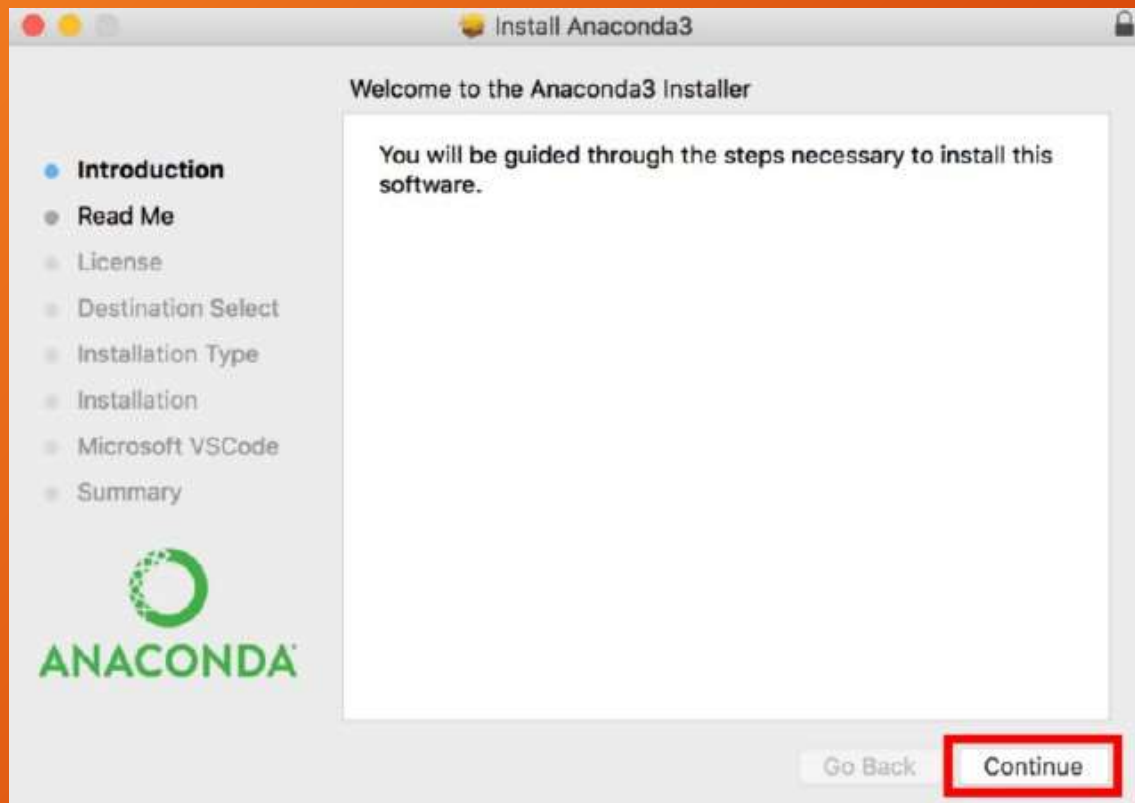 Install Anaconda3
Welcome to the Anaconda3 Installer
Introduction
Read Me
License
Destination Select
Installation Type
Installation
Microsoft VSCode
Summary
ANACONDA
You will be guided through the steps necessary to install this
software.
Go Back
Continue